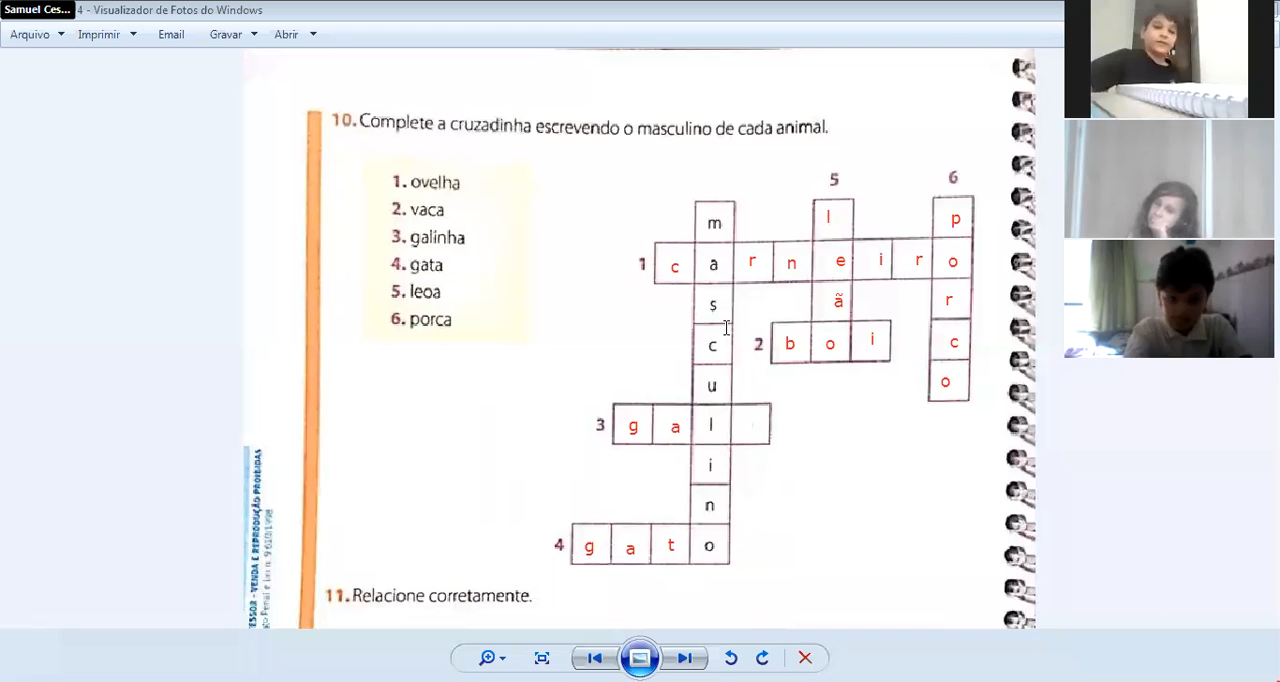 Samuel Ces... 4 - Visualizador de Fotos do Windows
Arquivo Imprimir Email Gravar Abrir
10. Complete a cruzadinha escrevendo o masculino de cada animal.
1. ovelha
2. vaca
3. galinha
4. gata
5. leoa
6. porca
5 6
m l p
1 c a r n e i r o
s ã r
c 2 b o i c
u o
3 g a l
i
n
4 g a t o
11. Relacione corretamente.